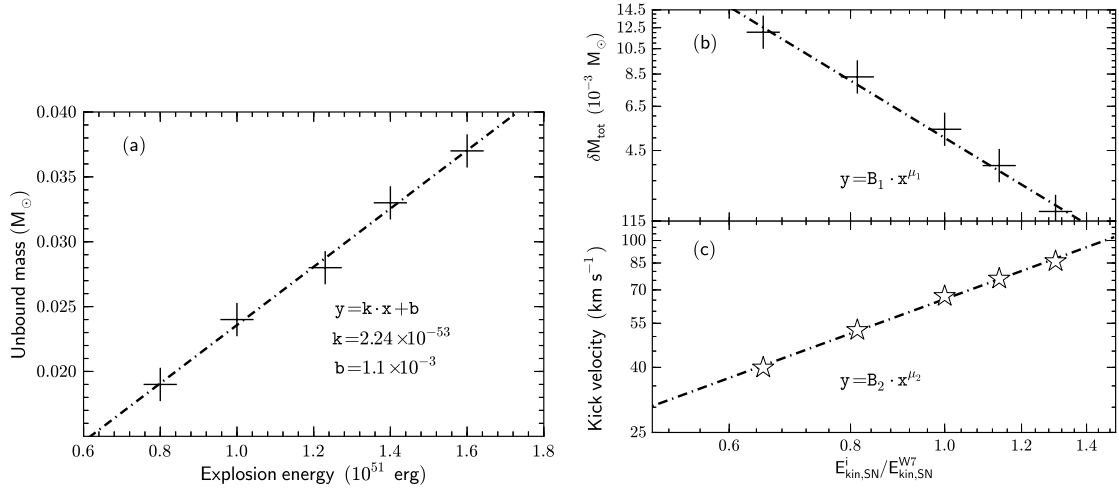 (a)
0.040
0.035
0.030
0.025
0.020
Unbound mass (M☉)
y=k·x+b
k=2.24×10⁻⁵³
b=1.1×10⁻³
0.6 0.8 1.0 1.2 1.4 1.6 1.8
Explosion energy (10⁵¹ erg)
(b)
14.5
12.5
10.5
8.5
6.5
4.5
δM_tot (10⁻³ M☉)
y=B₁·x^μ₁
(c)
115
100
85
70
55
40
25
Kick velocity (km s⁻¹)
y=B₂·x^μ₂
0.6 0.8 1.0 1.2 1.4
E^i_kin,SN/E^W7_kin,SN